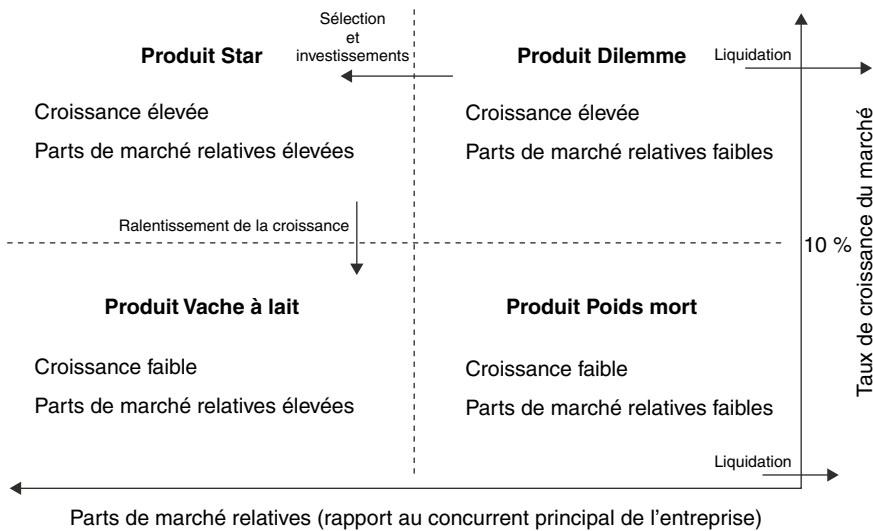 Sélection
et
investissements
Produit Star
Produit Dilemme
Liquidation
Croissance élevée
Parts de marché relatives élevées
Croissance élevée
Parts de marché relatives faibles
Ralentissement de la croissance
10 %
Taux de croissance du marché
Produit Vache à lait
Produit Poids mort
Croissance faible
Parts de marché relatives élevées
Croissance faible
Parts de marché relatives faibles
Liquidation
Parts de marché relatives (rapport au concurrent principal de l’entreprise)